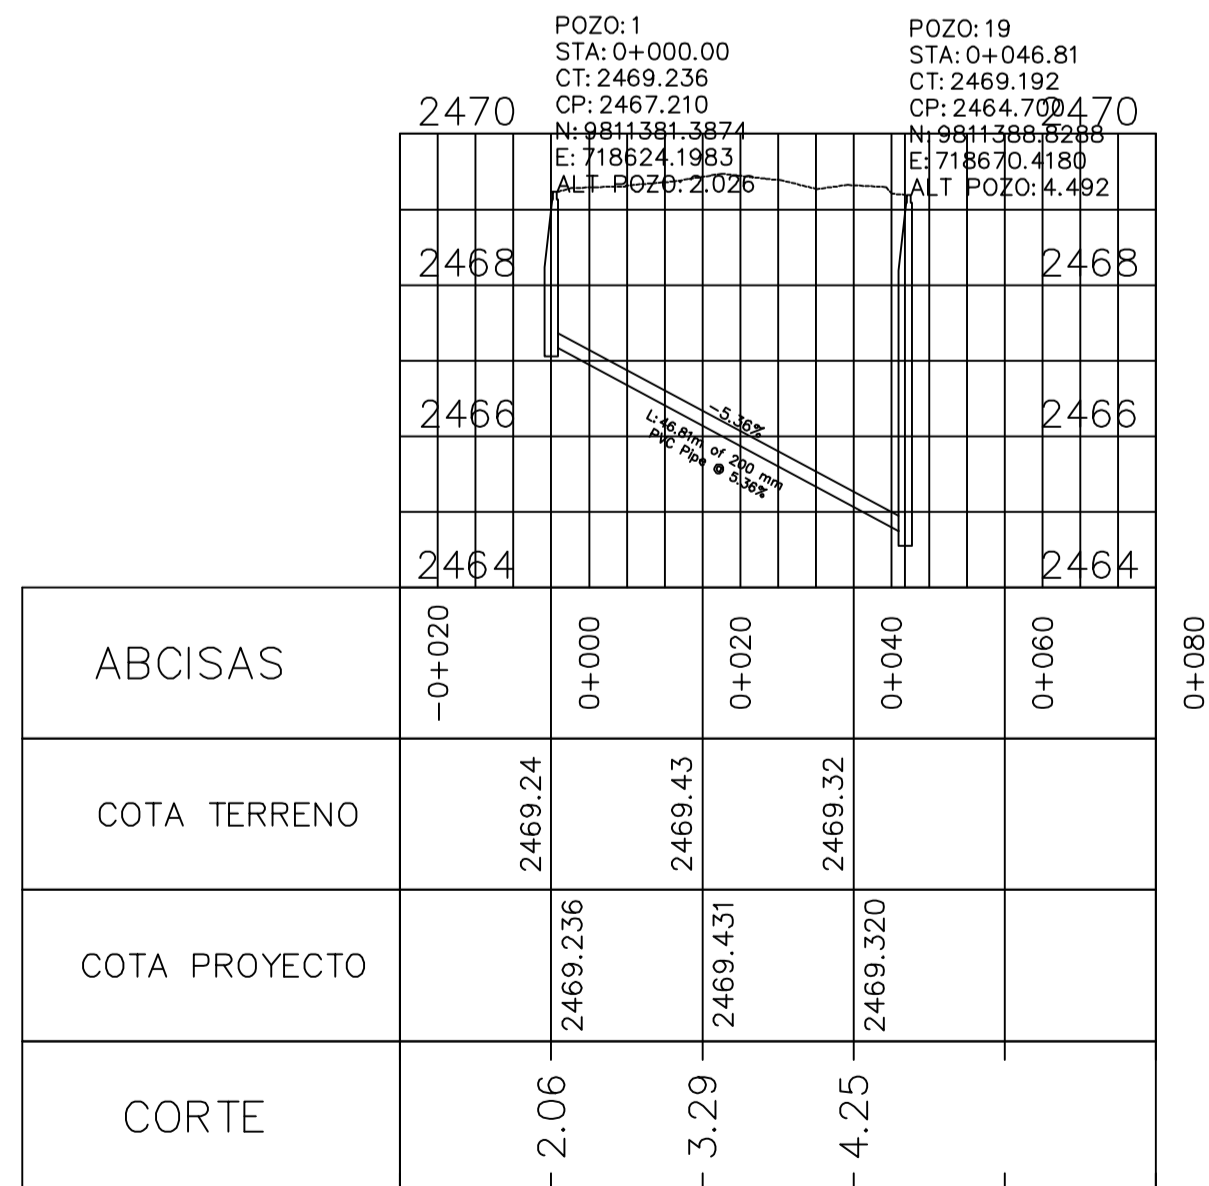 POZO: 1
STA: 0+000.00
CT: 2469.236
CP: 2467.210
N: 9811381.3874
E: 718624.1983
ALT POZO: 2.026
POZO: 19
STA: 0+046.81
CT: 2469.192
CP: 2464.700
N: 9811388.8288
E: 718670.4180
ALT POZO: 4.492
2470 2470
2468 2468
2466 2466
2464 2464
-5.36%
L: 46.81m of 200 mm
PVC Pipe @ 5.36%
ABCISAS -0+020 0+000 0+020 0+040 0+060 0+080
COTA TERRENO 2469.24 2469.43 2469.32
COTA PROYECTO 2469.236 2469.431 2469.320
CORTE 2.06 3.29 4.25